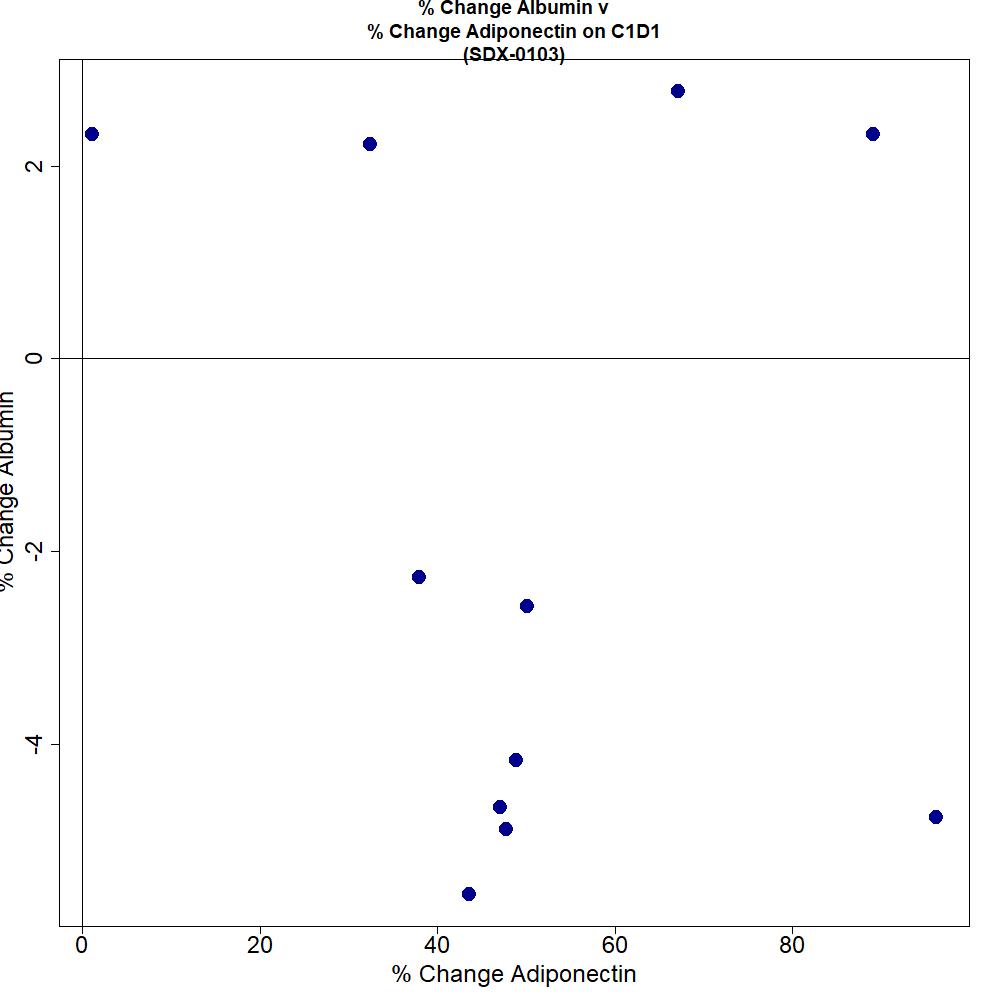 % Change Albumin v
% Change Adiponectin on C1D1
(SDX-0103)
2
0
-2
-4
% Change Albumin
0 20 40 60 80
% Change Adiponectin